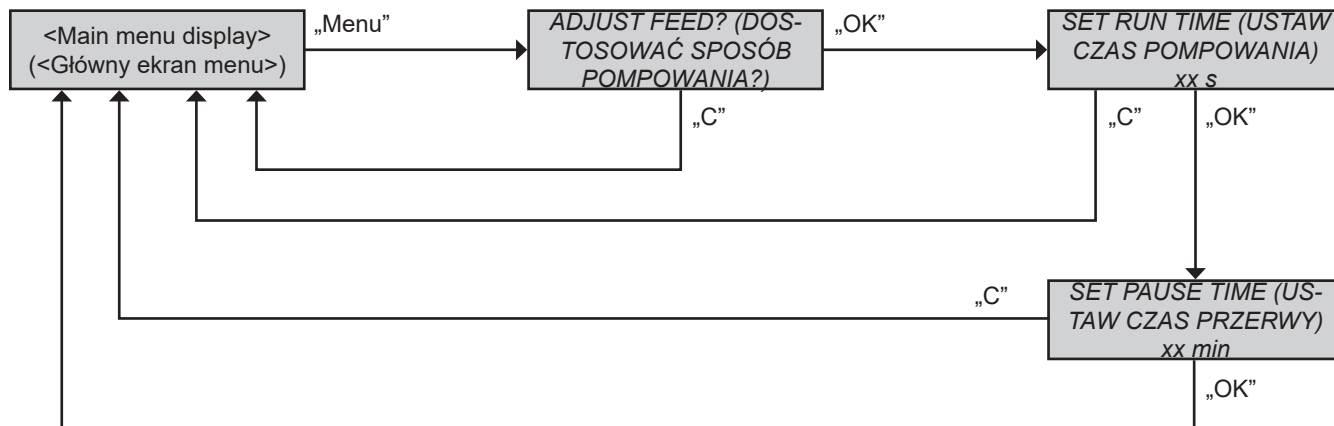 <Main menu display>
(<Główny ekran menu>)
„Menu”
ADJUST FEED? (DOS-
TOSOWAĆ SPOSÓB
POMPOWANIA?)
„OK”
SET RUN TIME (USTAW
CZAS POMPOWANIA)
xx s
„C”
„C”
„OK”
„C”
SET PAUSE TIME (US-
TAW CZAS PRZERWY)
xx min
„OK”